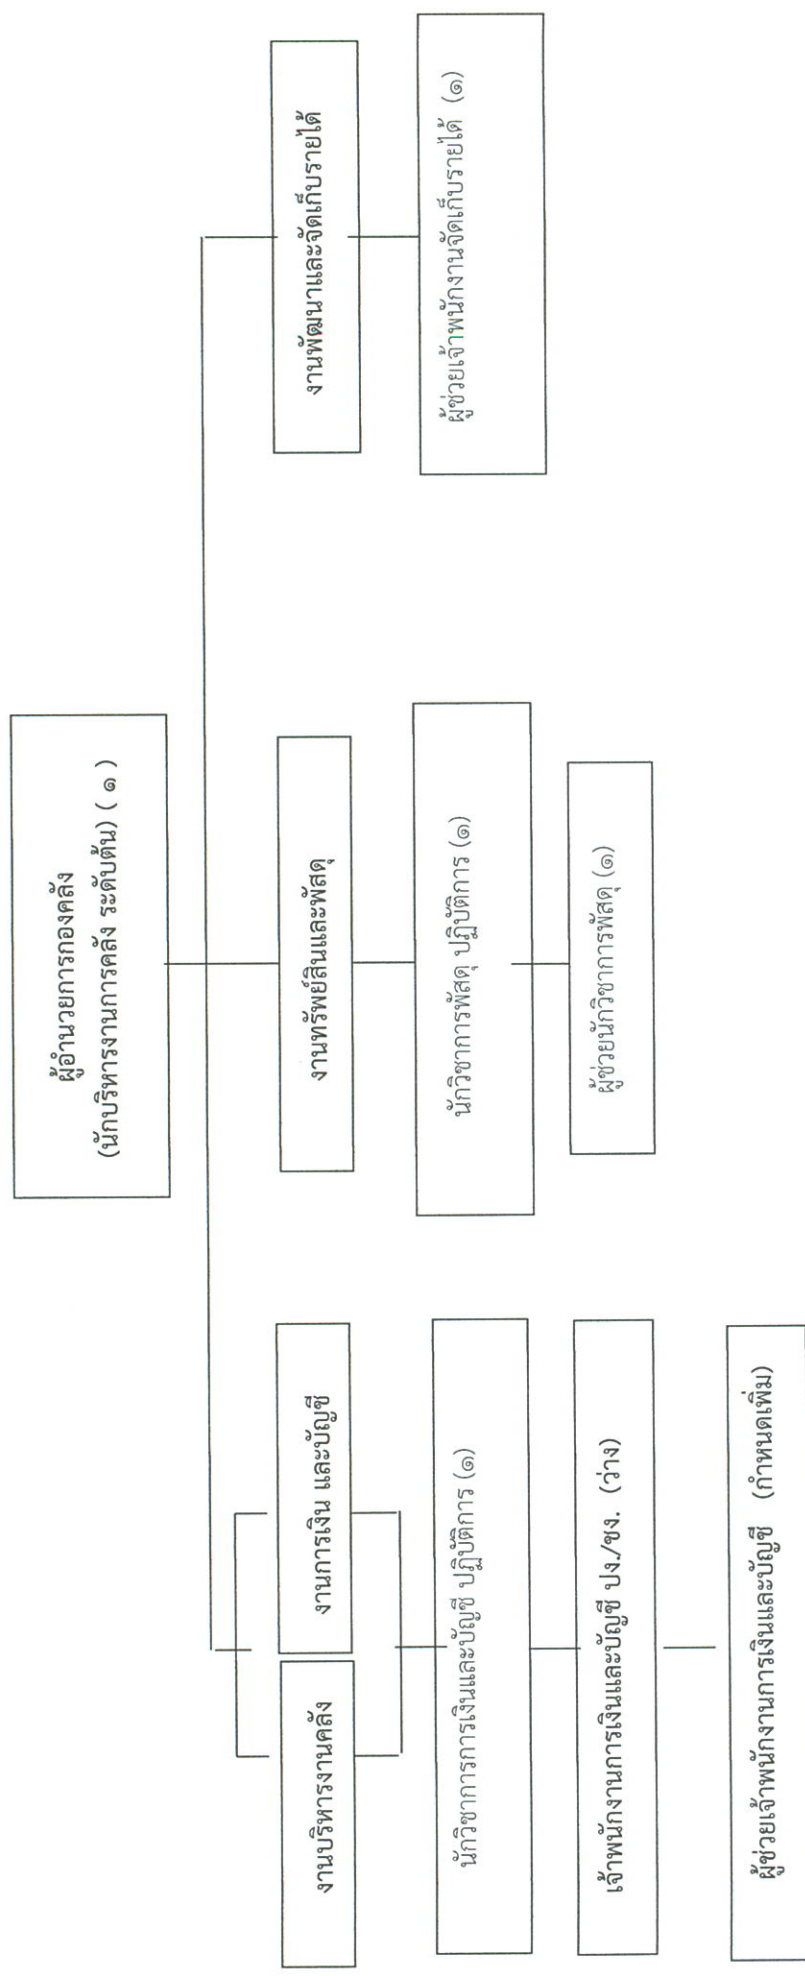 ผู้อำนวยการกองคลัง
(นักบริหารงานการคลัง ระดับต้น) ( ๑ )
งานบริหารงานคลัง
งานการเงิน และบัญชี
งานทรัพย์สินและพัสดุ
งานพัฒนาและจัดเก็บรายได้
นักวิชาการการเงินและบัญชี ปฏิบัติการ (๑)
นักวิชาการพัสดุ ปฏิบัติการ (๑)
ผู้ช่วยเจ้าพนักงานจัดเก็บรายได้ (๑)
เจ้าพนักงานการเงินและบัญชี ปง./ชง. (ว่าง)
ผู้ช่วยนักวิชาการพัสดุ (๑)
ผู้ช่วยเจ้าพนักงานการเงินและบัญชี (กำหนดเพิ่ม)